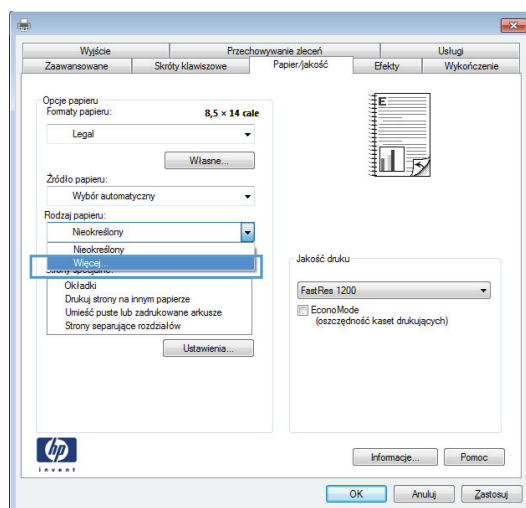 Wyjście
Przechowywanie zleceń
Usługi
Zaawansowane
Skróty klawiszowe
Papier/jakość
Efekty
Wykończenie
Opcje papieru
Formaty papieru:
8,5 × 14 cale
Legal
Własne...
Źródło papieru:
Wybór automatyczny
Rodzaj papieru:
Nieokreślony
Nieokreślony
Więcej...
Strony specjalne:
Okładki
Drukuj strony na innym papierze
Umieść puste lub zadrukowane arkusze
Strony separujące rozdziałów
Ustawienia...
E
Jakość druku
FastRes 1200
EconoMode
(oszczędność kaset drukujących)
hp
invent
Informacje...
Pomoc
OK
Anuluj
Zastosuj